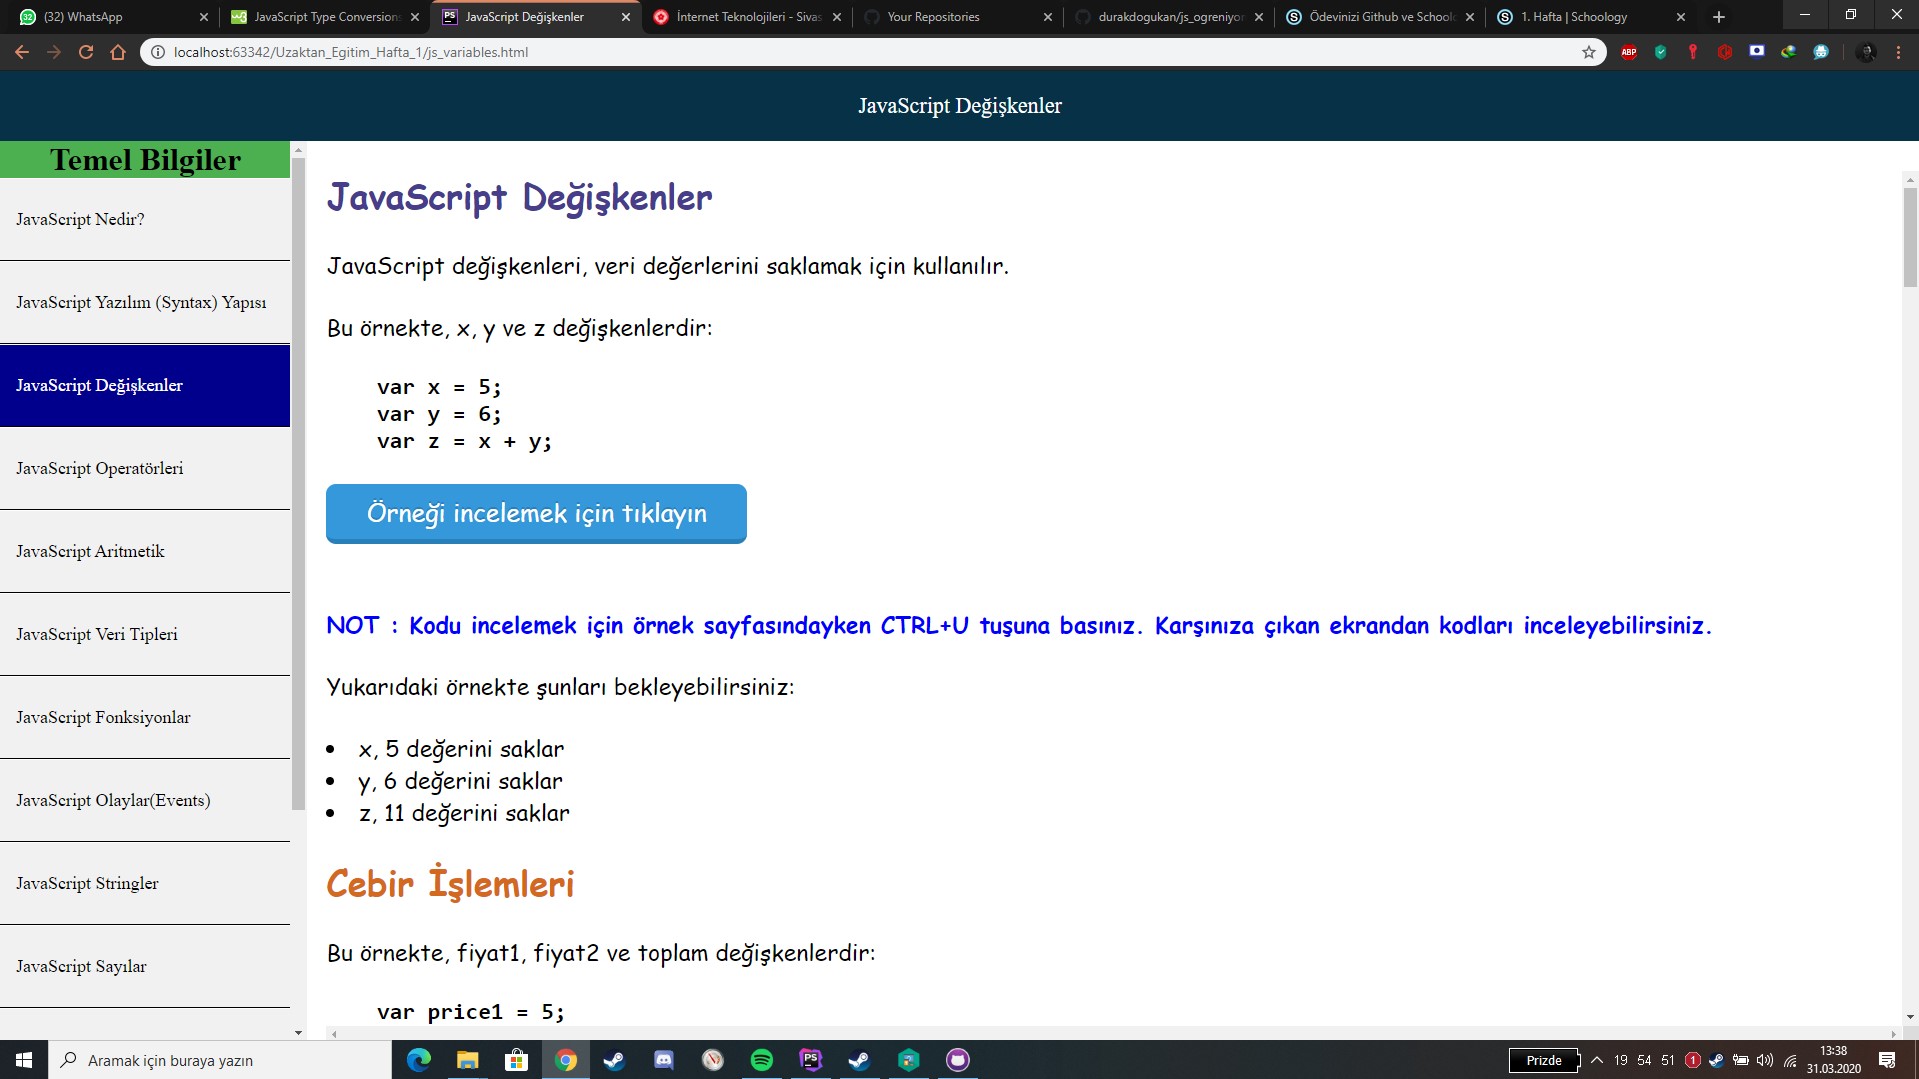 (32) WhatsApp
JavaScript Type Conversions
JavaScript Değişkenler
İnternet Teknolojileri - Sivas
Your Repositories
durakdogukan/js_ogreniyor
Ödevinizi Github ve Schoolo
1. Hafta | Schoology
localhost:63342/Uzaktan_Egitim_Hafta_1/js_variables.html
ABP
JavaScript Değişkenler
Temel Bilgiler
JavaScript Nedir?
JavaScript Yazılım (Syntax) Yapısı
JavaScript Değişkenler
JavaScript Operatörleri
JavaScript Aritmetik
JavaScript Veri Tipleri
JavaScript Fonksiyonlar
JavaScript Olaylar(Events)
JavaScript Stringler
JavaScript Sayılar
JavaScript Değişkenler
JavaScript değişkenleri, veri değerlerini saklamak için kullanılır.
Bu örnekte, x, y ve z değişkenlerdir:
var x = 5;
var y = 6;
var z = x + y;
Örneği incelemek için tıklayın
NOT : Kodu incelemek için örnek sayfasındayken CTRL+U tuşuna basınız. Karşınıza çıkan ekrandan kodları inceleyebilirsiniz.
Yukarıdaki örnekte şunları bekleyebilirsiniz:
x, 5 değerini saklar
y, 6 değerini saklar
z, 11 değerini saklar
Cebir İşlemleri
Bu örnekte, fiyat1, fiyat2 ve toplam değişkenlerdir:
var price1 = 5;
Aramak için buraya yazın
PS
Prizde
19 54 51
13:38
31.03.2020